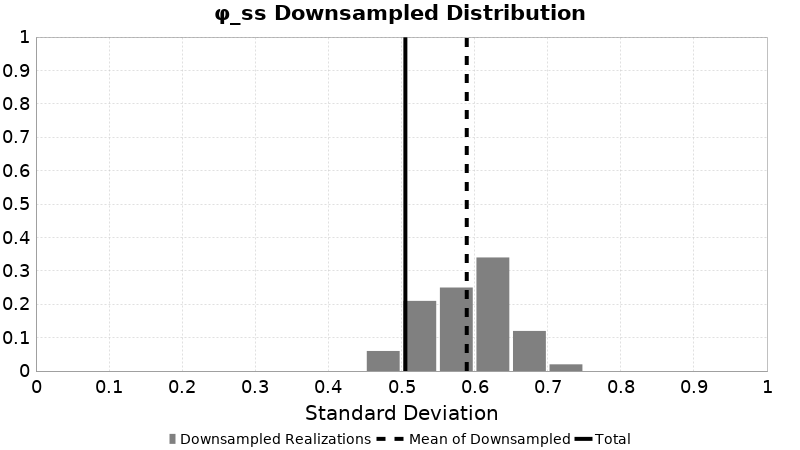 φ_ss Downsampled Distribution
1
0.9
0.8
0.7
0.6
0.5
0.4
0.3
0.2
0.1
0
0 0.1 0.2 0.3 0.4 0.5 0.6 0.7 0.8 0.9 1
Standard Deviation
Downsampled Realizations Mean of Downsampled Total